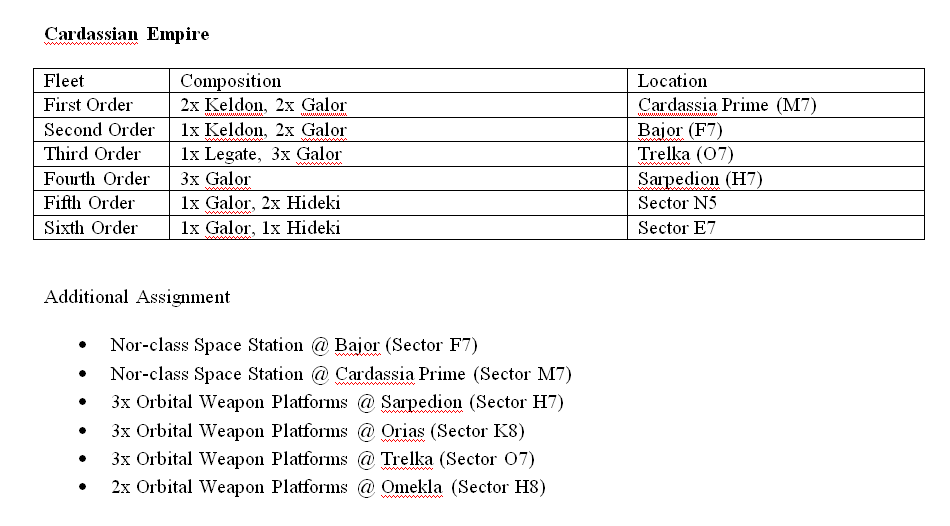 Cardassian Empire
Fleet Composition Location
First Order 2x Keldon, 2x Galor Cardassia Prime (M7)
Second Order 1x Keldon, 2x Galor Bajor (F7)
Third Order 1x Legate, 3x Galor Trelka (O7)
Fourth Order 3x Galor Sarpedion (H7)
Fifth Order 1x Galor, 2x Hideki Sector N5
Sixth Order 1x Galor, 1x Hideki Sector E7
Additional Assignment
• Nor-class Space Station @ Bajor (Sector F7)
• Nor-class Space Station @ Cardassia Prime (Sector M7)
• 3x Orbital Weapon Platforms @ Sarpedion (Sector H7)
• 3x Orbital Weapon Platforms @ Orias (Sector K8)
• 3x Orbital Weapon Platforms @ Trelka (Sector O7)
• 2x Orbital Weapon Platforms @ Omekla (Sector H8)